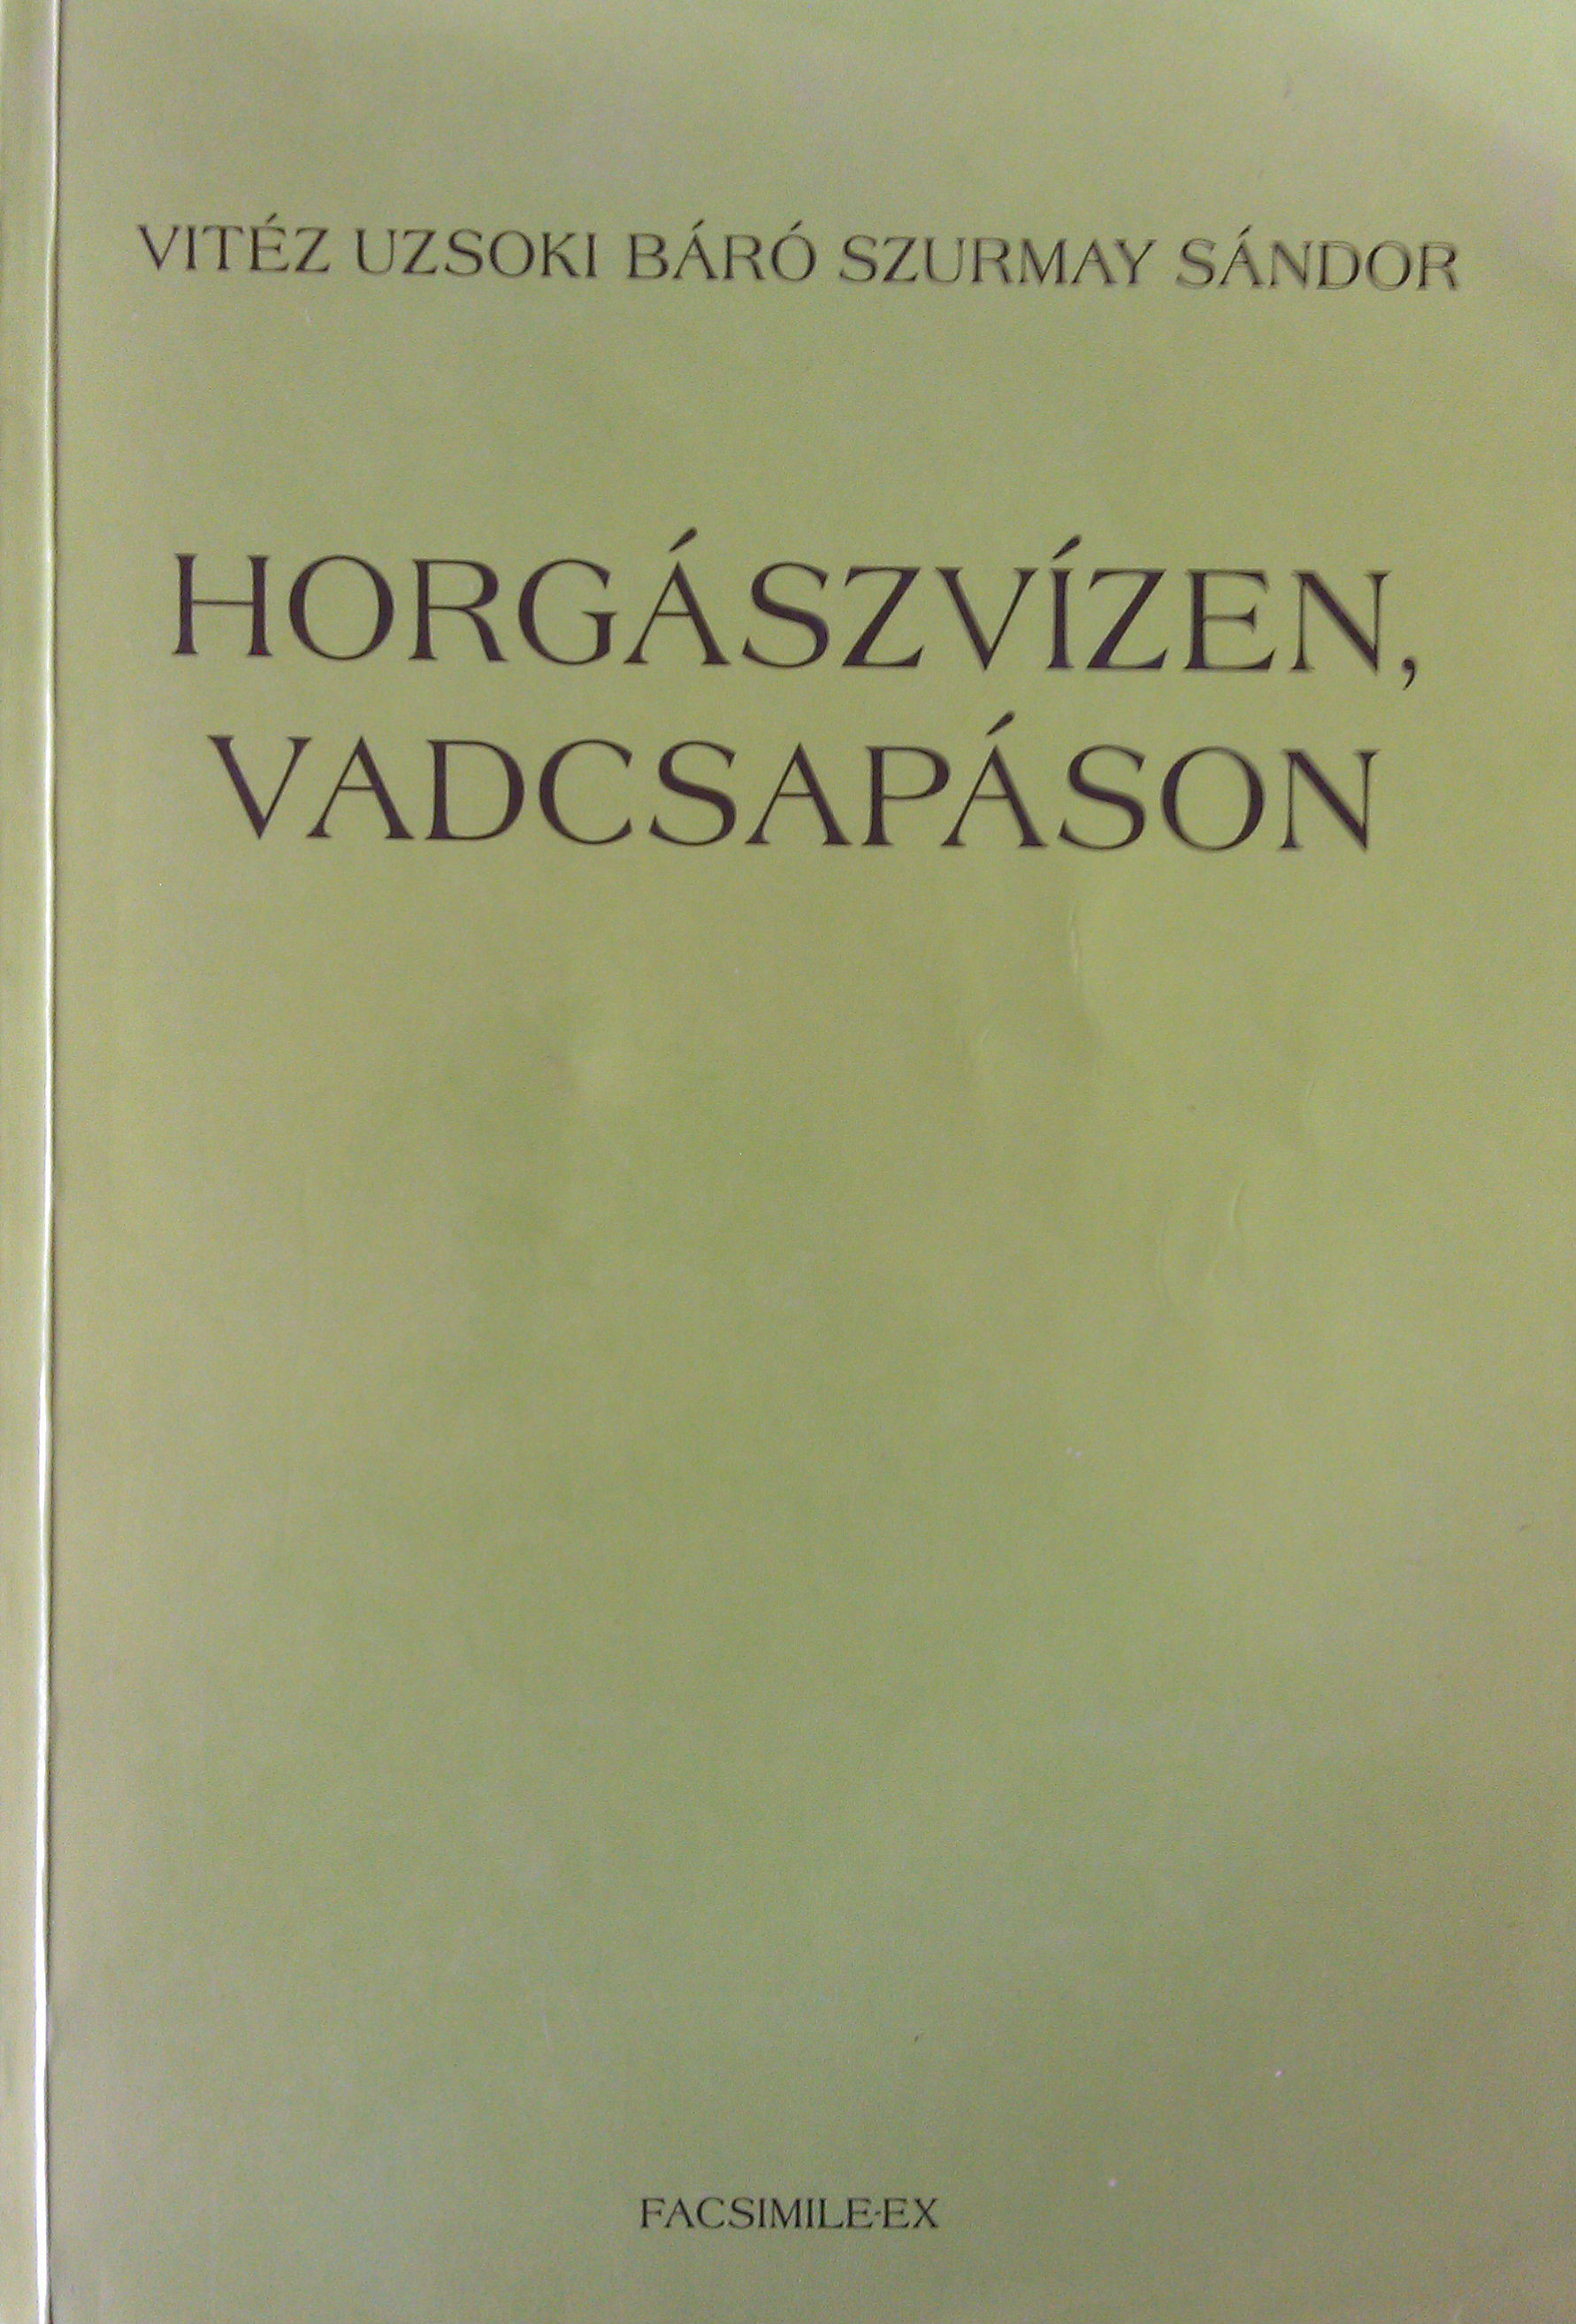 VITÉZ UZSOKI BÁRÓ SZURMAY SÁNDOR
HORGÁSZVÍZEN,
VADCSAPÁSON
FACSIMILE-EX